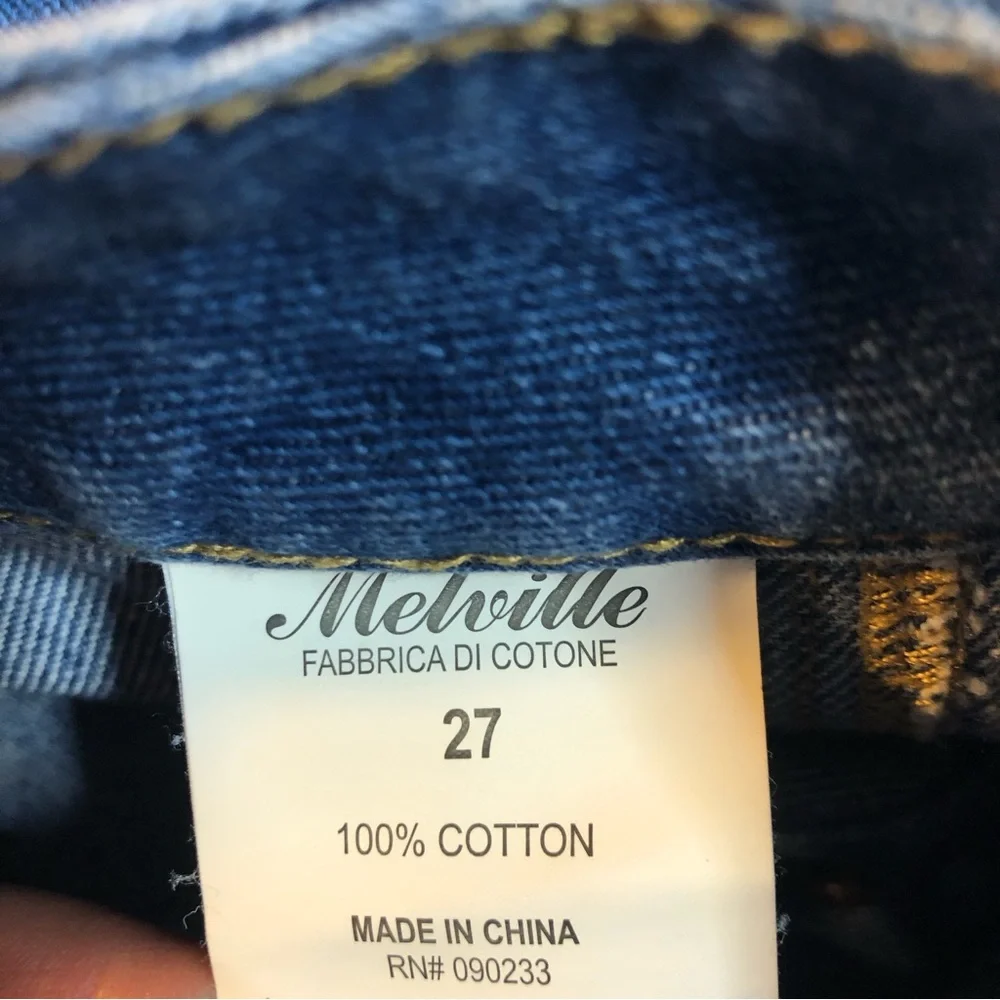 Melville
FABBRICA DI COTONE
27
100% COTTON
MADE IN CHINA
RN# 090233